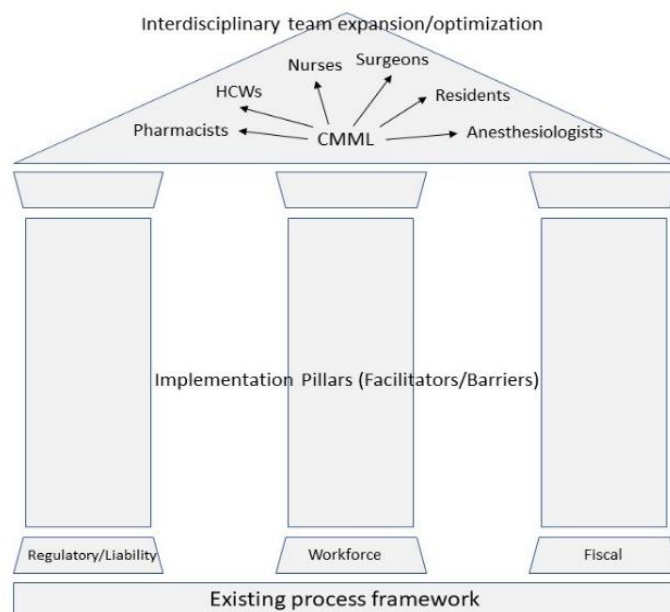 Interdisciplinary team expansion/optimization
Nurses
Surgeons
HCWs
Residents
Pharmacists
CMML
Anesthesiologists
Implementation Pillars (Facilitators/Barriers)
Regulatory/Liability
Workforce
Fiscal
Existing process framework